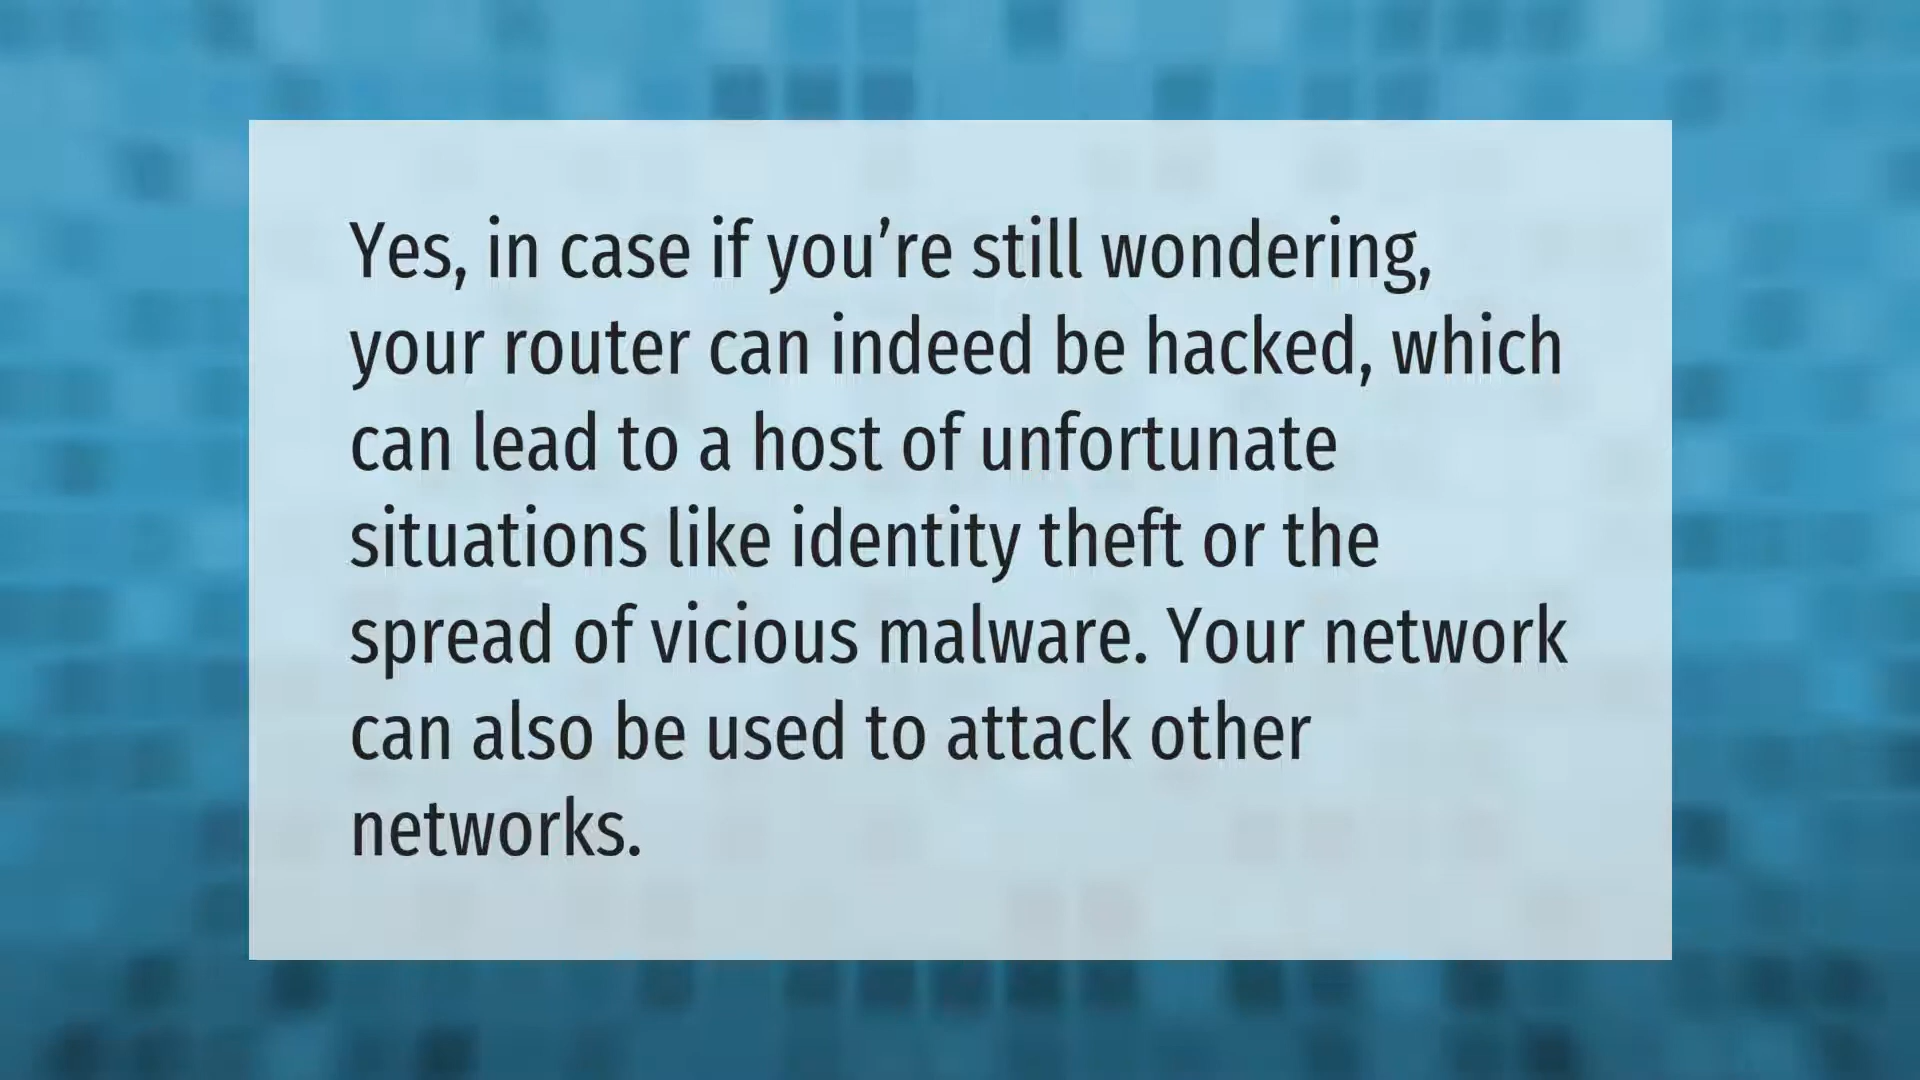 Yes, in case if you’re still wondering,
your router can indeed be hacked, which
can lead to a host of unfortunate
situations like identity theft or the
spread of vicious malware. Your network
can also be used to attack other
networks.